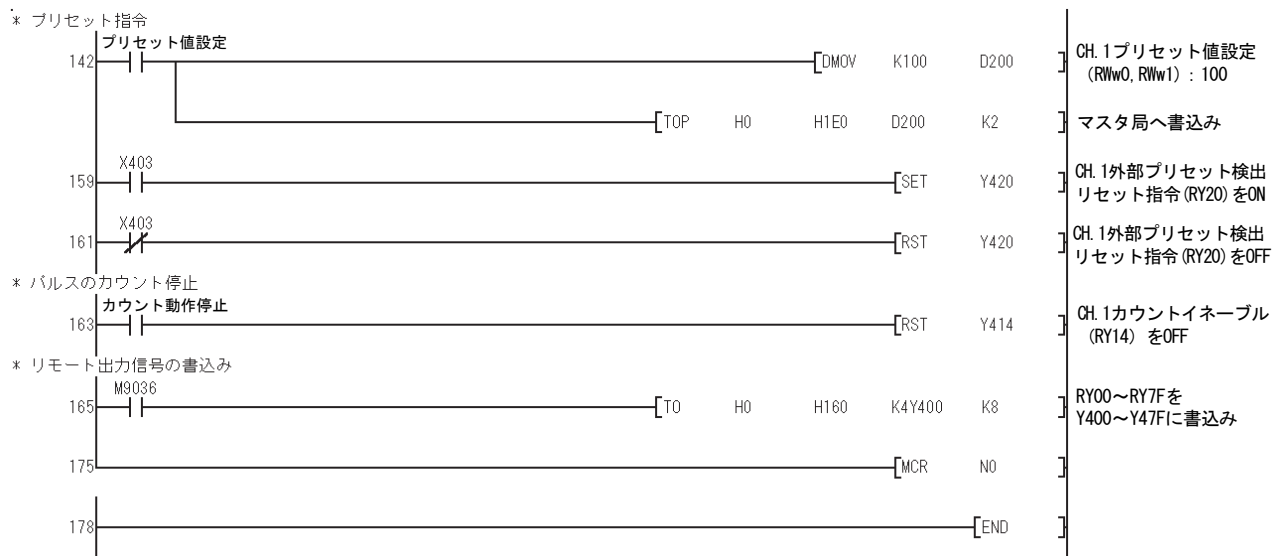 * プリセット指令
プリセット値設定
142 DMOV K100 D200 CH.1プリセット値設定
(RWw0,RWw1) : 100
TOP H0 H1E0 D200 K2 マスタ局へ書込み
X403
159 SET Y420 CH.1外部プリセット検出
リセット指令(RY20)をON
X403
161 RST Y420 CH.1外部プリセット検出
リセット指令(RY20)をOFF
* パルスのカウント停止
カウント動作停止
163 RST Y414 CH.1カウントイネーブル
(RY14) をOFF
* リモート出力信号の書込み
M9036
165 TO H0 H160 K4Y400 K8 RY00～RY7Fを
Y400～Y47Fに書込み
175 MCR N0
178 END